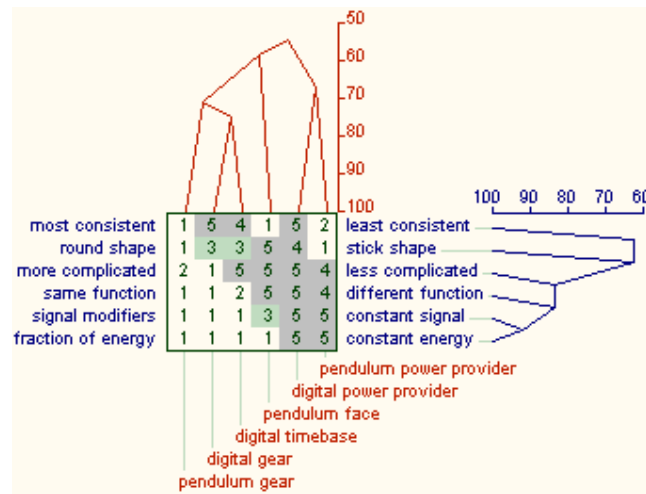 50
60
70
80
90
100
100 90 80 70 60
most consistent 1 5 4 1 5 2 least consistent
round shape 1 3 3 5 4 1 stick shape
more complicated 2 1 5 5 5 4 less complicated
same function 1 1 2 5 5 4 different function
signal modifiers 1 1 1 3 5 5 constant signal
fraction of energy 1 1 1 1 5 5 constant energy
pendulum power provider
digital power provider
pendulum face
digital timebase
digital gear
pendulum gear